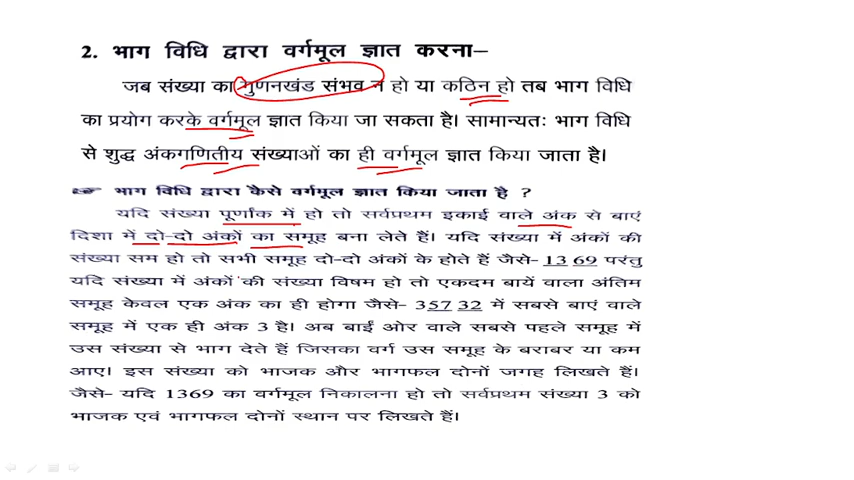 2. भाग विधि द्वारा वर्गमूल ज्ञात करना–
जब संख्या का गुणनखंड संभव न हो या कठिन हो तब भाग विधि
का प्रयोग करके वर्गमूल ज्ञात किया जा सकता है। सामान्यतः भाग विधि
से शुद्ध अंकगणितीय संख्याओं का ही वर्गमूल ज्ञात किया जाता है।
☞ भाग विधि द्वारा कैसे वर्गमूल ज्ञात किया जाता है ?
यदि संख्या पूर्णांक में हो तो सर्वप्रथम इकाई वाले अंक से बाएं
दिशा में दो-दो अंकों का समूह बना लेते हैं। यदि संख्या में अंकों की
संख्या सम हो तो सभी समूह दो-दो अंकों के होते हैं जैसे- 13 69 परंतु
यदि संख्या में अंकों की संख्या विषम हो तो एकदम बायें वाला अंतिम
समूह केवल एक अंक का ही होगा जैसे- 3 57 32 में सबसे बाएं वाले
समूह में एक ही अंक 3 है। अब बाईं ओर वाले सबसे पहले समूह में
उस संख्या से भाग देते हैं जिसका वर्ग उस समूह के बराबर या कम
आए। इस संख्या को भाजक और भागफल दोनों जगह लिखते हैं।
जैसे- यदि 1369 का वर्गमूल निकालना हो तो सर्वप्रथम संख्या 3 को
भाजक एवं भागफल दोनों स्थान पर लिखते हैं।